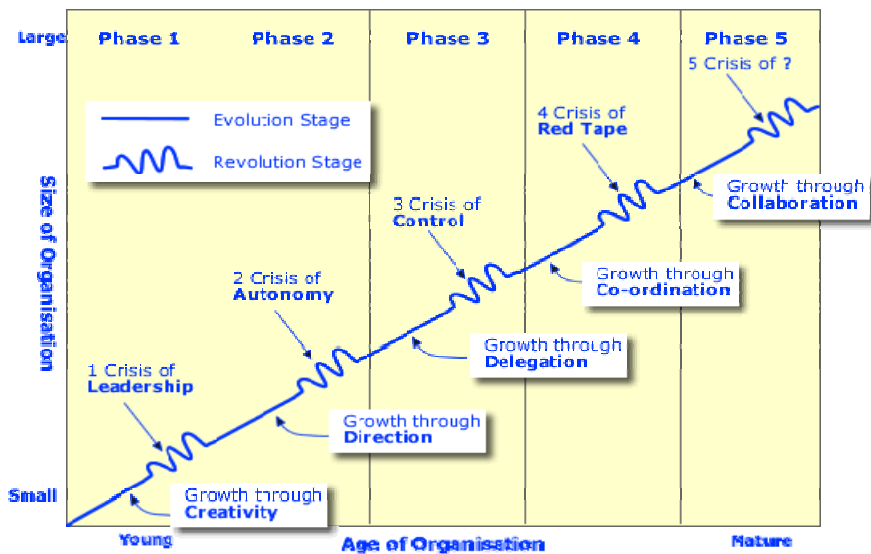 Large
Phase 1
Phase 2
Phase 3
Phase 4
Phase 5
5 Crisis of ?
Evolution Stage
Revolution Stage
4 Crisis of
Red Tape
Size of Organisation
Growth through
Collaboration
3 Crisis of
Control
2 Crisis of
Autonomy
Growth through
Co-ordination
Growth through
Delegation
1 Crisis of
Leadership
Growth through
Direction
Small
Growth through
Creativity
Young
Age of Organisation
Mature